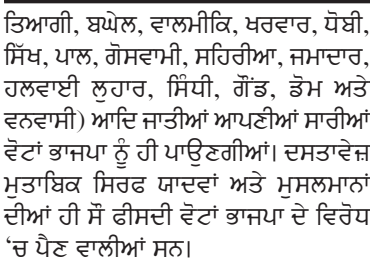 ਤਿਆਗੀ, ਬਘੇਲ, ਵਾਲਮੀਕਿ, ਖਰਵਾਰ, ਧੋਬੀ,
ਸਿੱਖ, ਪਾਲ, ਗੋਸਵਾਮੀ, ਸਹਿਰੀਆ, ਜਮਾਦਾਰ,
ਹਲਵਾਈ ਲੁਹਾਰ, ਸਿੰਧੀ, ਗੌਂਡ, ਡੋਮ ਅਤੇ
ਵਨਵਾਸੀ) ਆਦਿ ਜਾਤੀਆਂ ਆਪਣੀਆਂ ਸਾਰੀਆਂ
ਵੋਟਾਂ ਭਾਜਪਾ ਨੂੰ ਹੀ ਪਾਉਣਗੀਆਂ। ਦਸਤਾਵੇਜ਼
ਮੁਤਾਬਿਕ ਸਿਰਫ ਯਾਦਵਾਂ ਅਤੇ ਮੁਸਲਮਾਨਾਂ
ਦੀਆਂ ਹੀ ਸੌ ਫੀਸਦੀ ਵੋਟਾਂ ਭਾਜਪਾ ਦੇ ਵਿਰੋਧ
‘ਚ ਪੈਣ ਵਾਲੀਆਂ ਸਨ।